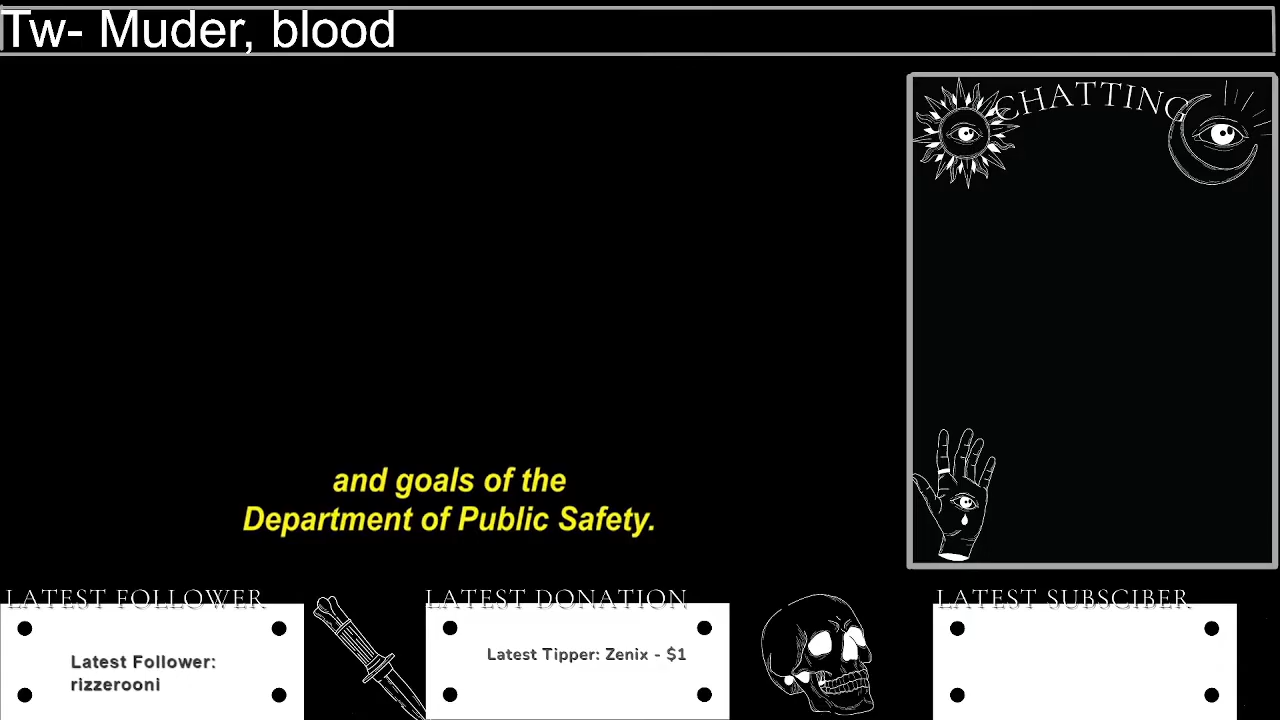 Tw- Muder, blood
CHATTING
and goals of the
Department of Public Safety.
LATEST FOLLOWER
LATEST DONATION
LATEST SUBSCIBER
Latest Follower:
rizzerooni
Latest Tipper: Zenix - $1